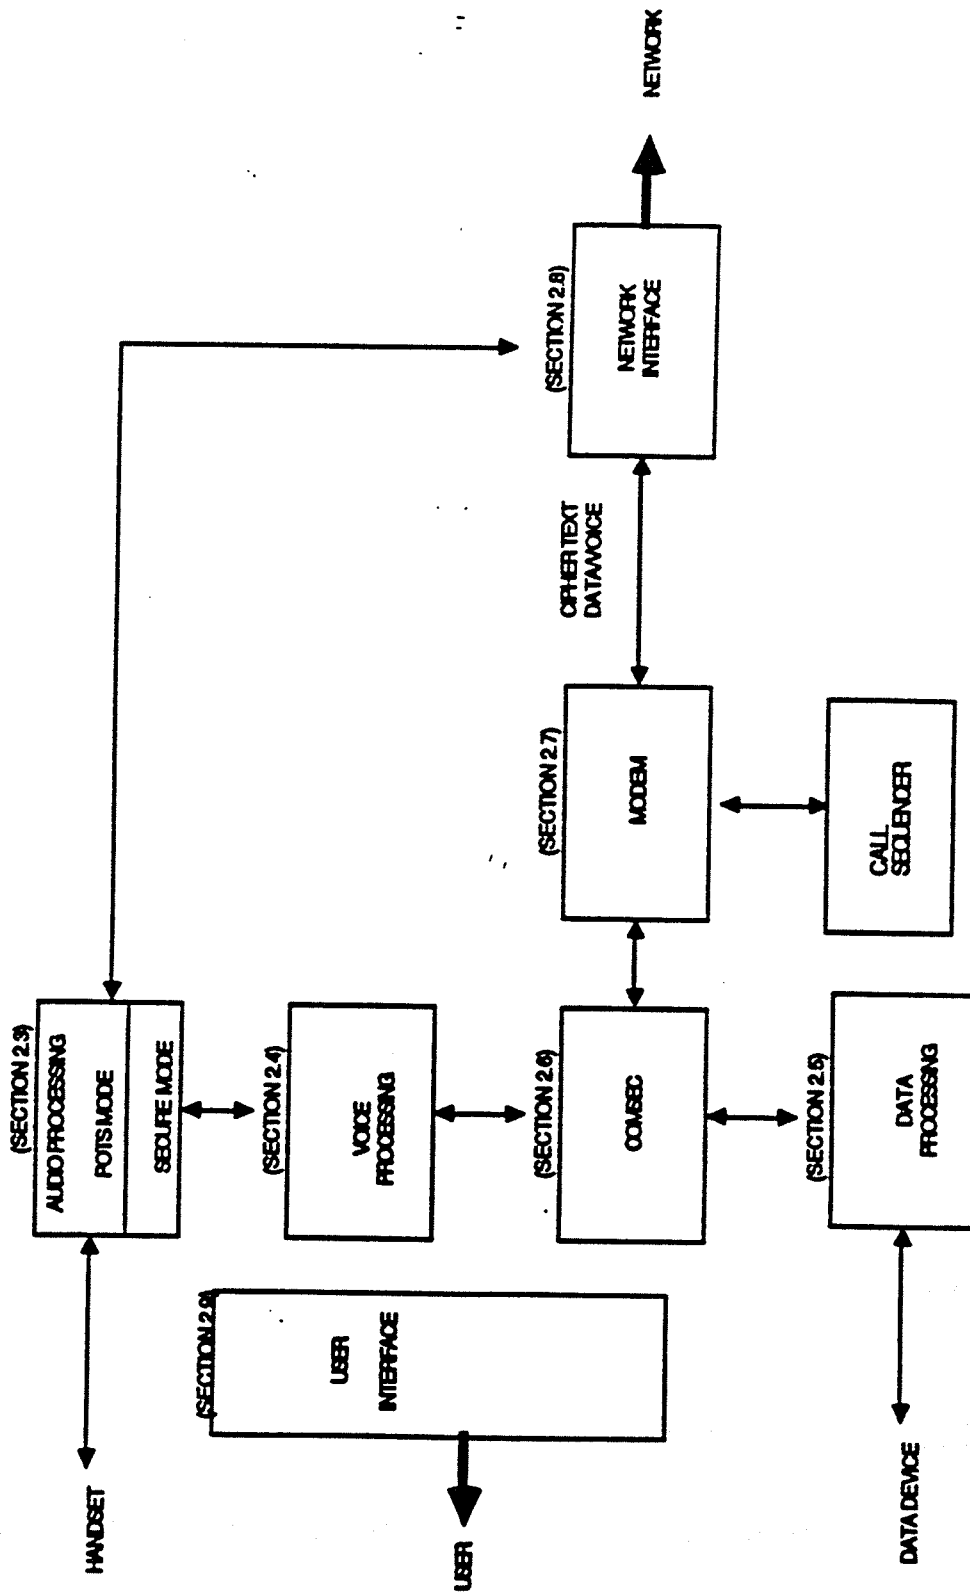 HANDSET
(SECTION 2.3)
AUDIO PROCESSING
POTS MODE
SECURE MODE
(SECTION 2.9)
USER
INTERFACE
USER
(SECTION 2.4)
VOICE
PROCESSING
(SECTION 2.6)
COMSEC
(SECTION 2.5)
DATA
PROCESSING
DATA DEVICE
(SECTION 2.7)
MODEM
CALL
SEQUENCER
CIPHER TEXT
DATA/VOICE
(SECTION 2.8)
NETWORK
INTERFACE
NETWORK